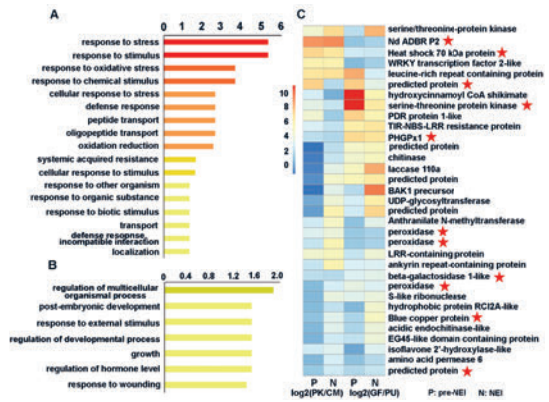 A
0 1 2 3 4 5 6
response to stress
response to stimulus
response to oxidative stress
response to chemical stimulus
cellular response to stress
defense response
peptide transport
oligopeptide transport
oxidation reduction
systemic acquired resistance
cellular response to stimulus
response to other organism
response to organic substance
response to biotic stimulus
transport
defense response,
incompatible interaction
localization
B
0 0.4 0.8 1.2 1.6 2.0
regulation of multicellular
organismal process
post-embryonic development
response to external stimulus
regulation of developmental process
growth
regulation of hormone level
response to wounding
C
10
8
6
4
2
0
serine/threonine-protein kinase
Nd ADBR P2
Heat shock 70 kDa protein
WRKY transcription factor 2-like
leucine-rich repeat containing protein
predicted protein
hydroxycinnamoyl CoA shikimate
serine-threonine protein kinase
PDR protein 1-like
TIR-NBS-LRR resistance protein
PHGPx1
predicted protein
chitinase
laccase 110a
predicted protein
BAK1 precursor
UDP-glycosyltransferase
predicted protein
Anthranilate N-methyltransferase
peroxidase
peroxidase
LRR-containing protein
ankyrin repeat-containing protein
beta-galactosidase 1-like
peroxidase
S-like ribonuclease
hydrophobic protein RCI2A-like
Blue copper protein
acidic endochitinase-like
EG45-like domain containing protein
isoflavone 2'-hydroxylase-like
amino acid permease 6
predicted protein
P N P N
log2(PK/CM) log2(GF/PU)
P: pre-NEI N: NEI